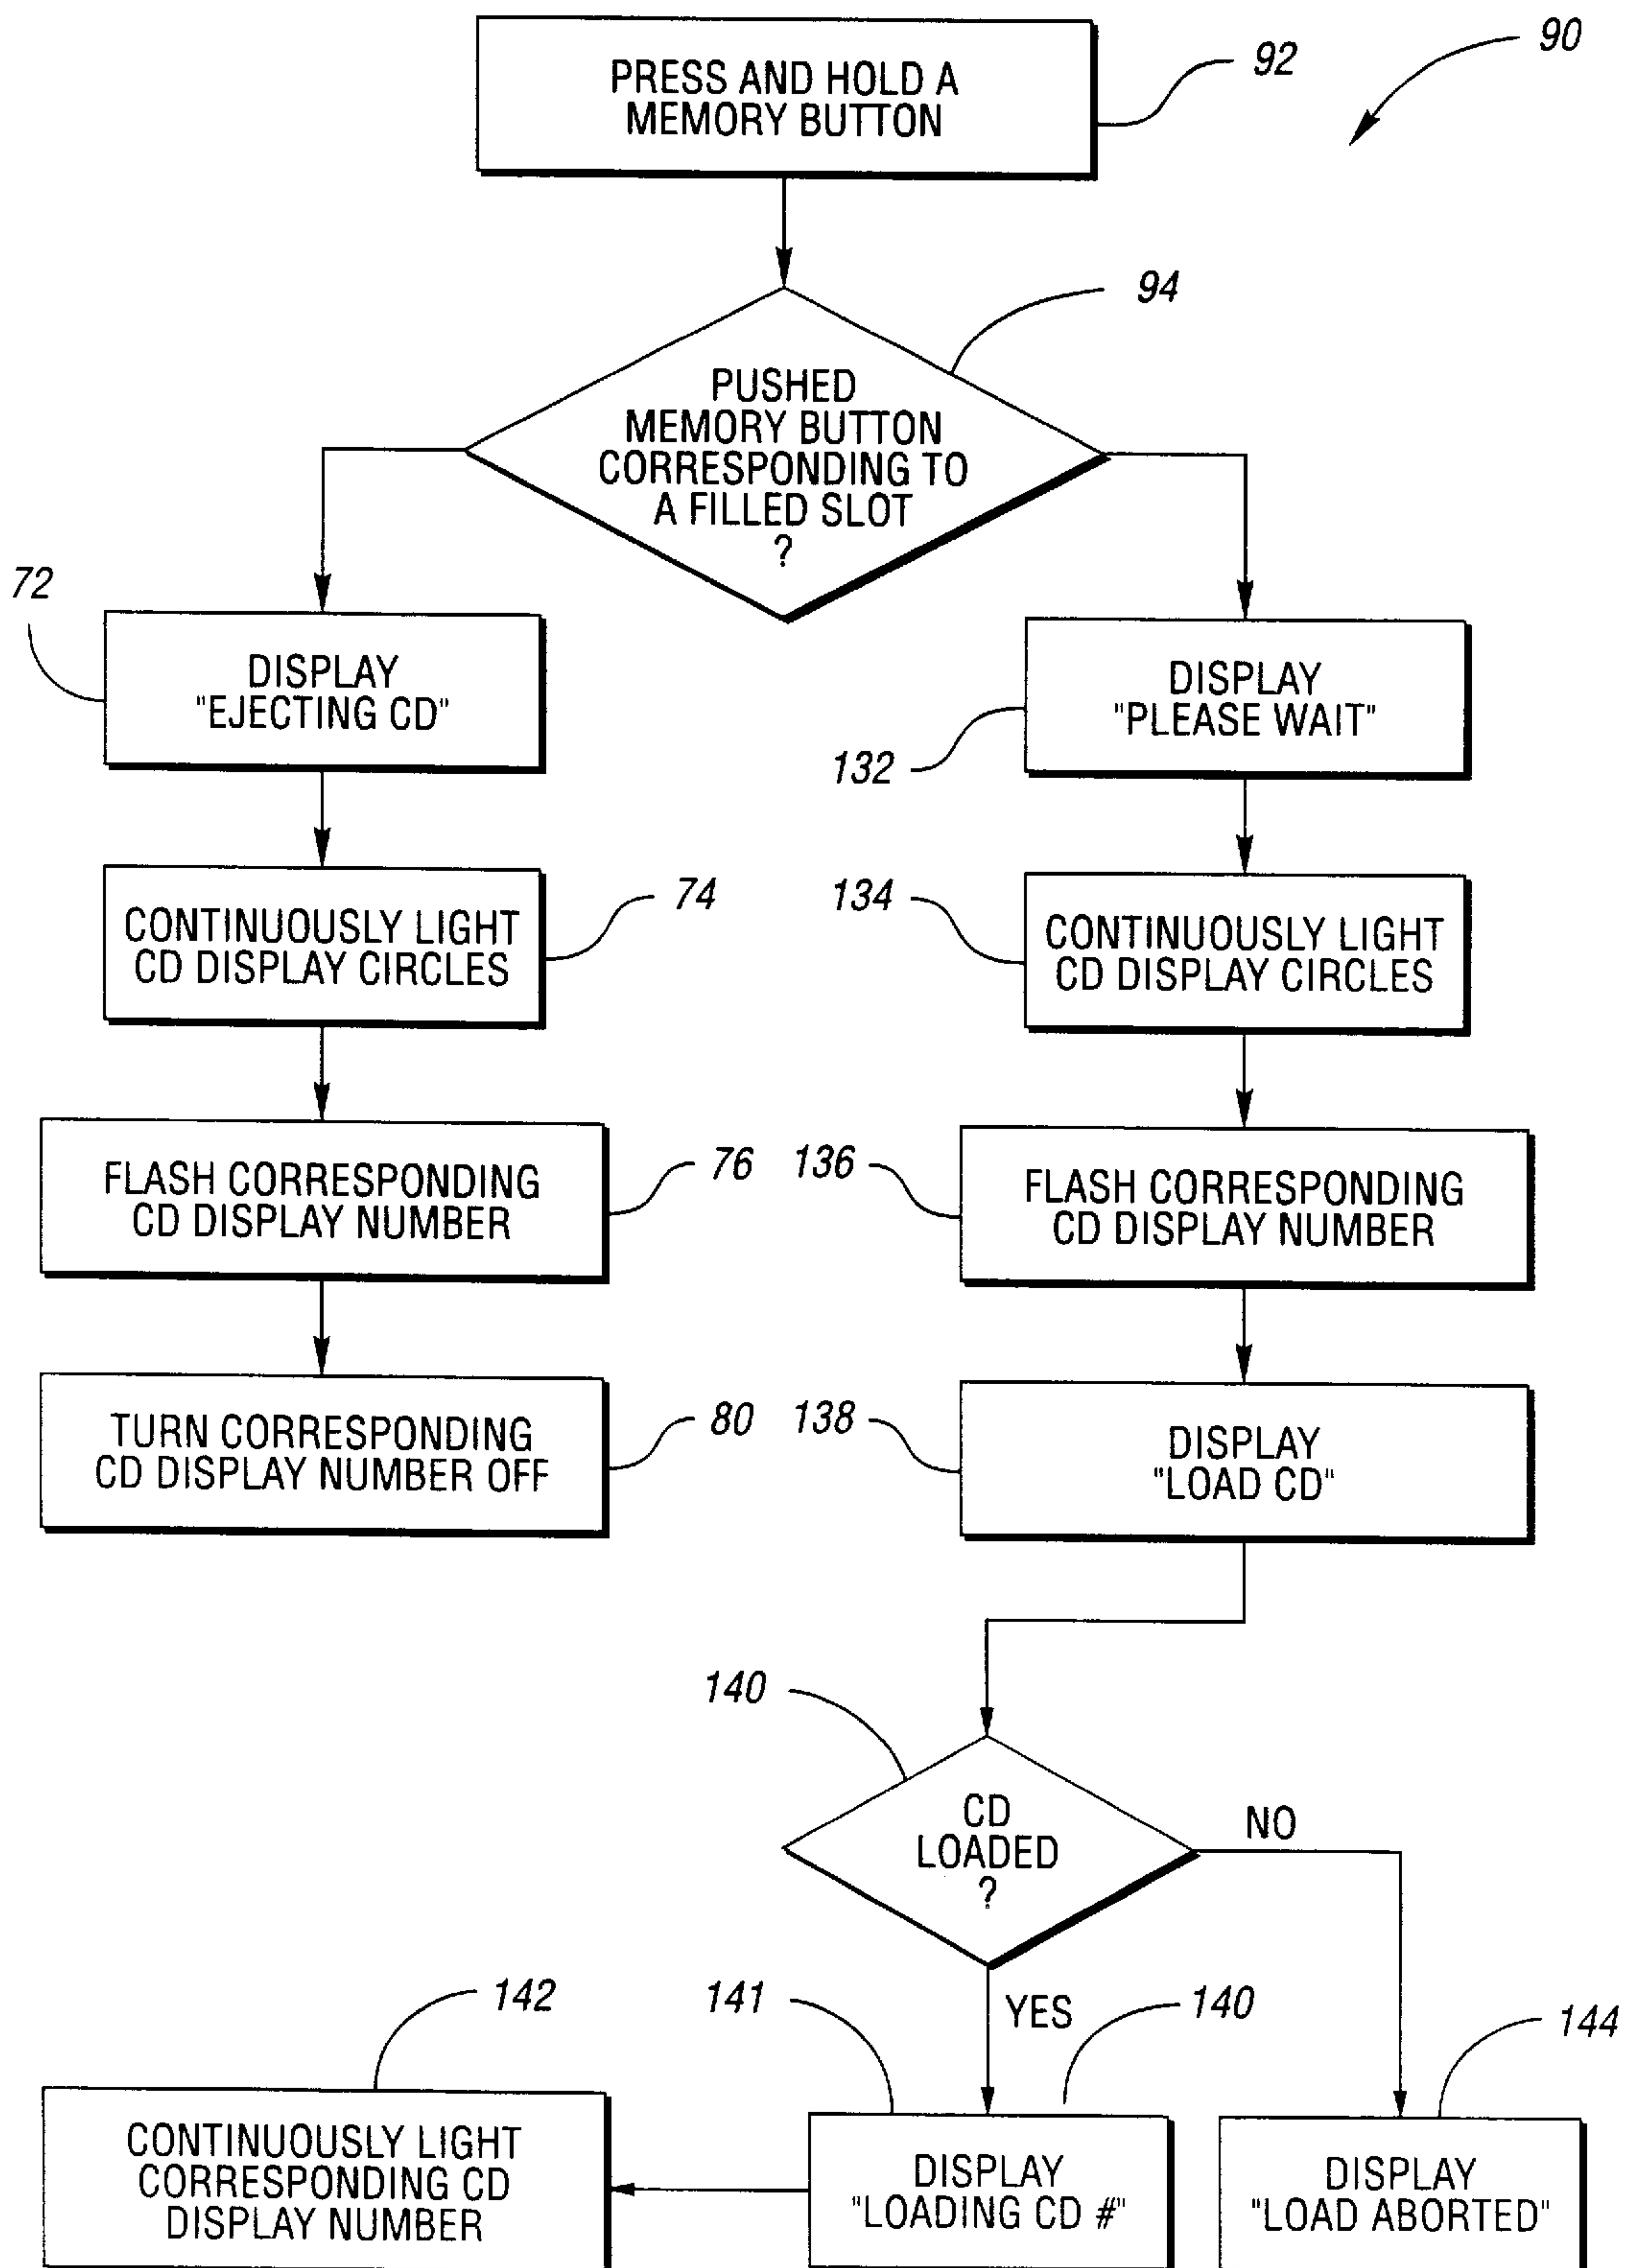 90
PRESS AND HOLD A
MEMORY BUTTON
92
94
PUSHED
MEMORY BUTTON
CORRESPONDING TO
A FILLED SLOT
?
72
DISPLAY
"EJECTING CD"
DISPLAY
"PLEASE WAIT"
132
CONTINUOUSLY LIGHT
CD DISPLAY CIRCLES
74
134
CONTINUOUSLY LIGHT
CD DISPLAY CIRCLES
FLASH CORRESPONDING
CD DISPLAY NUMBER
76
136
FLASH CORRESPONDING
CD DISPLAY NUMBER
TURN CORRESPONDING
CD DISPLAY NUMBER OFF
80
138
DISPLAY
"LOAD CD"
140
CD
LOADED
?
NO
YES
142
141
140
144
CONTINUOUSLY LIGHT
CORRESPONDING CD
DISPLAY NUMBER
DISPLAY
"LOADING CD #"
DISPLAY
"LOAD ABORTED"